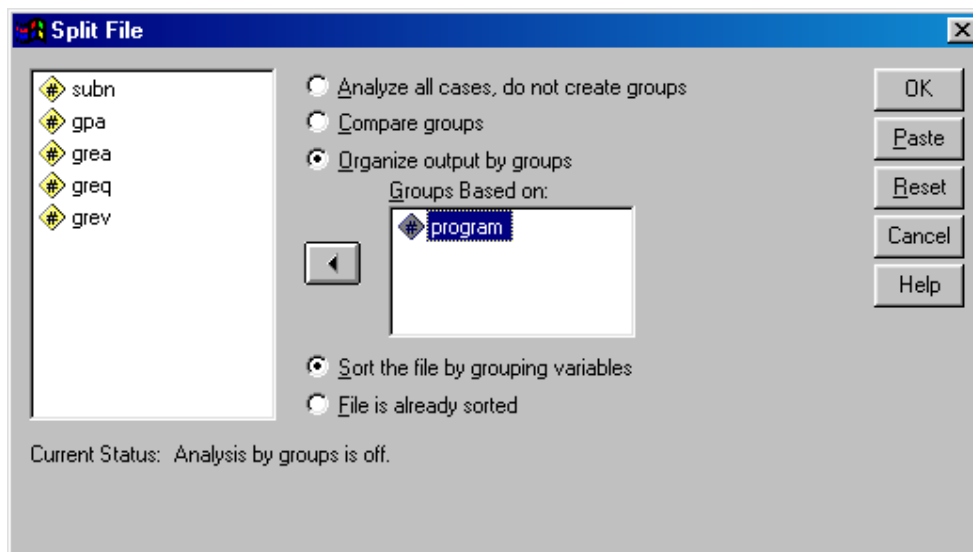 Split File
subn
gpa
grea
greq
grev
Analyze all cases, do not create groups
Compare groups
Organize output by groups
Groups Based on:
program
Sort the file by grouping variables
File is already sorted
OK
Paste
Reset
Cancel
Help
Current Status: Analysis by groups is off.